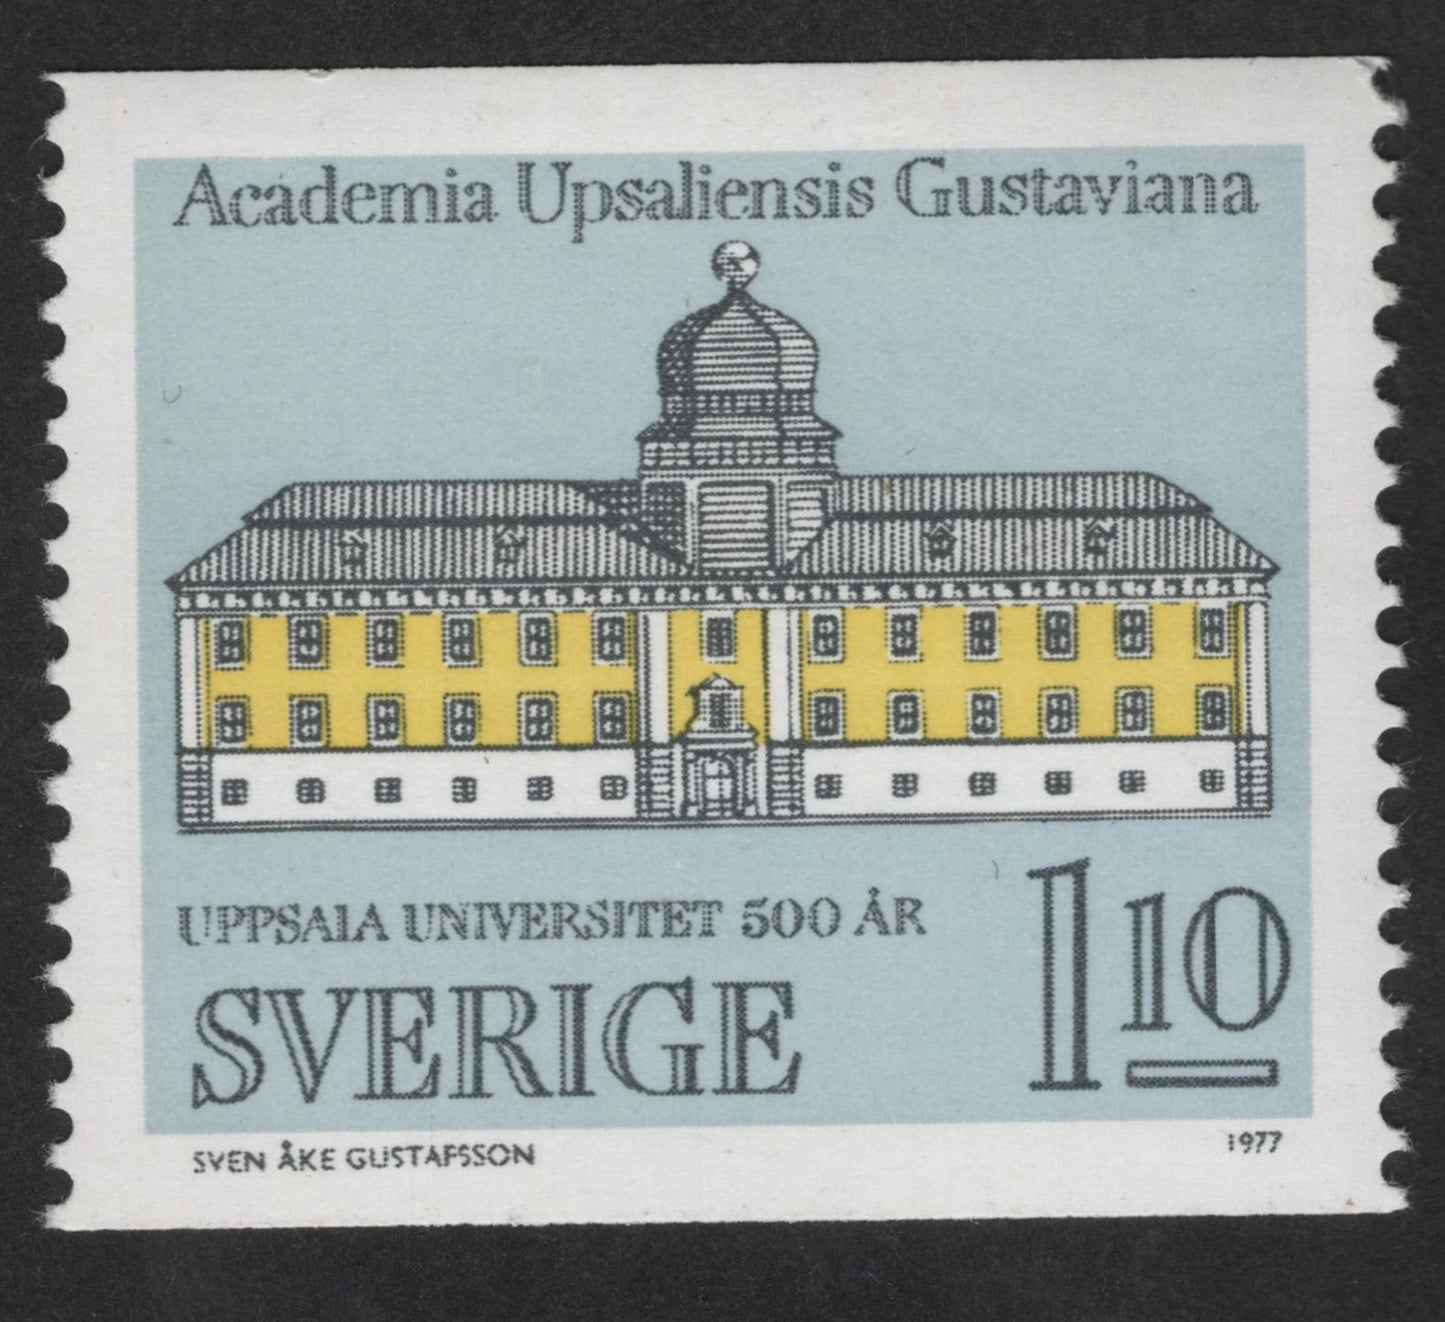 Academia Upsaliensis Gustaviana
UPPSALA UNIVERSITET 500 ÅR
SVERIGE
1 10
SVEN ÅKE GUSTAFSSON
1977